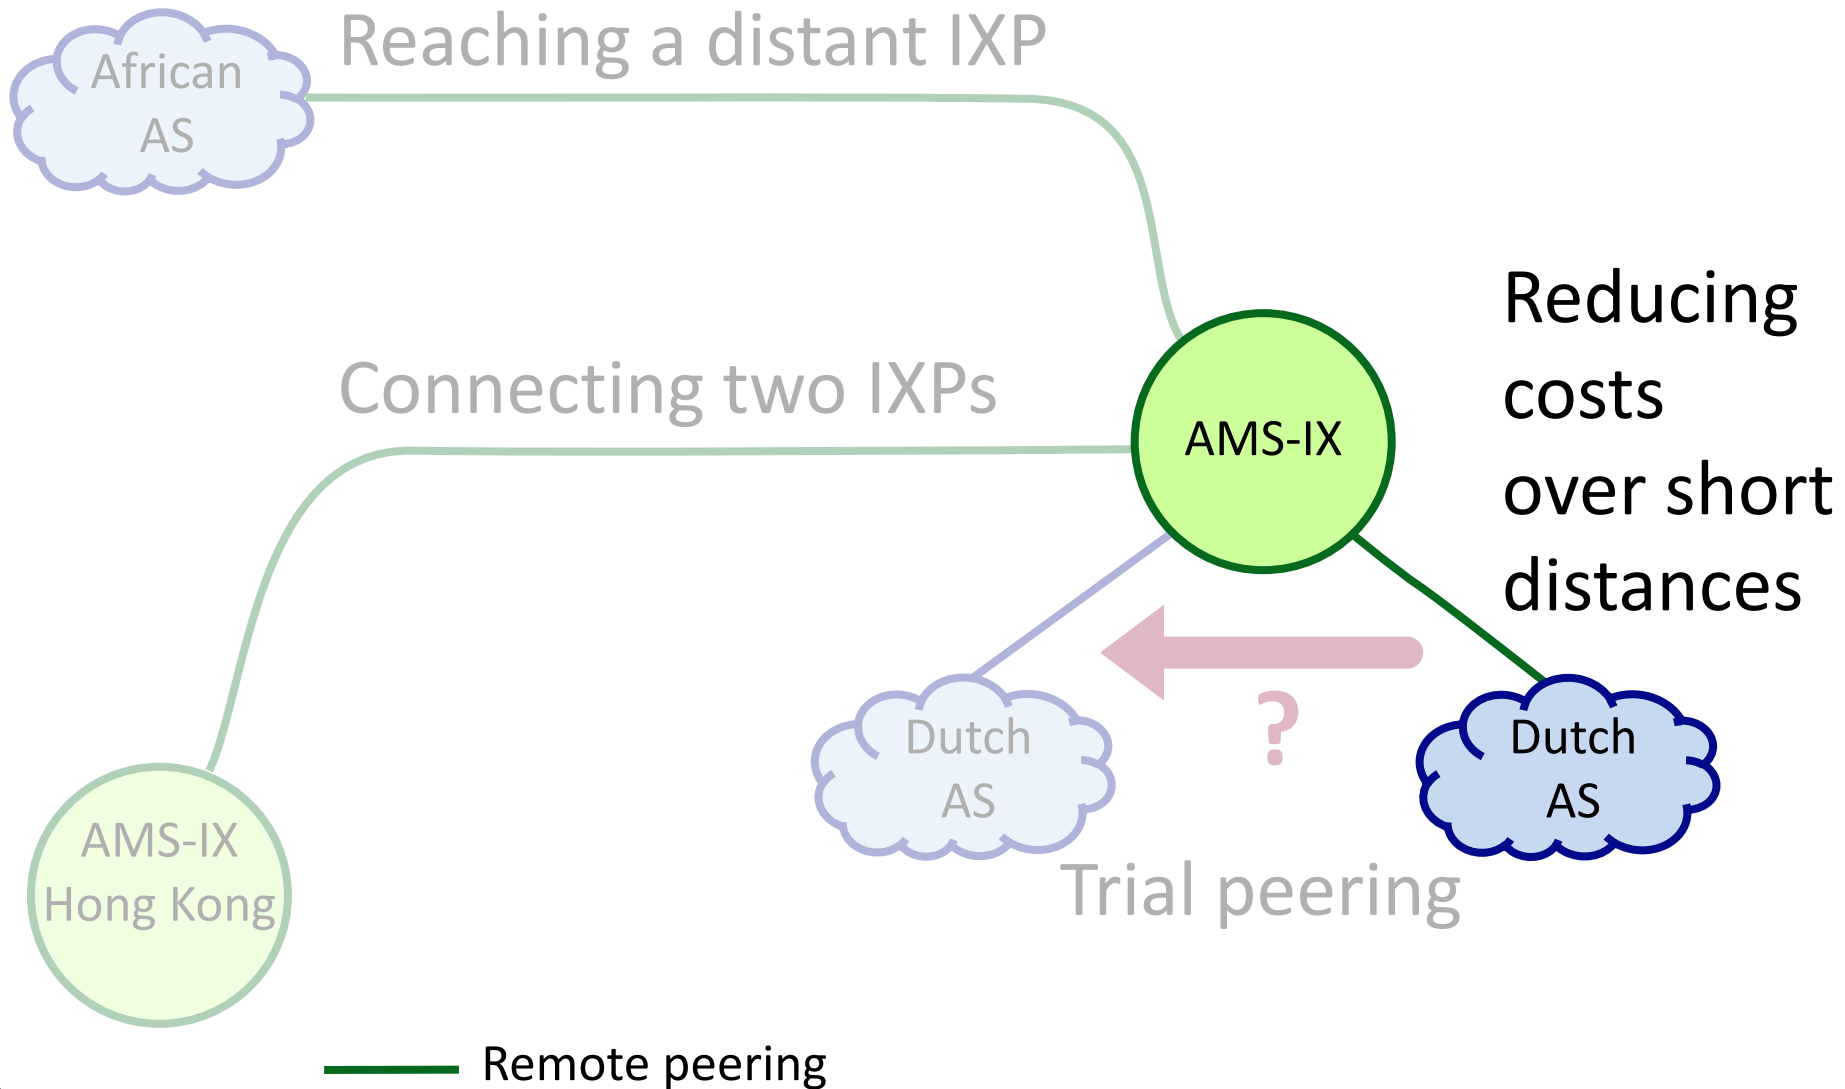 African
AS
Reaching a distant IXP
Reducing
costs
over short
distances
Connecting two IXPs
AMS-IX
?
Dutch
AS
Dutch
AS
Trial peering
AMS-IX
Hong Kong
Remote peering